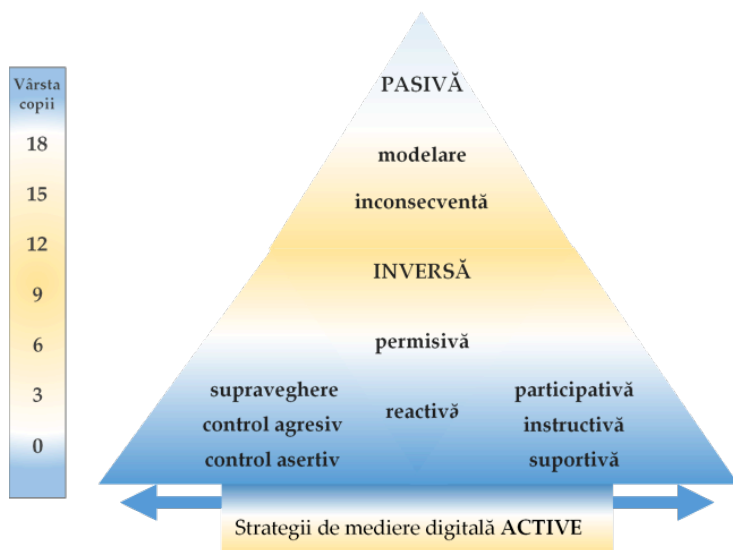 Vârsta
copii
18
15
12
9
6
3
0
PASIVĂ
modelare
inconsecventă
INVERSĂ
permisivă
supraveghere
control agresiv
control asertiv
reactivă
participativă
instructivă
suportivă
Strategii de mediere digitală ACTIVE